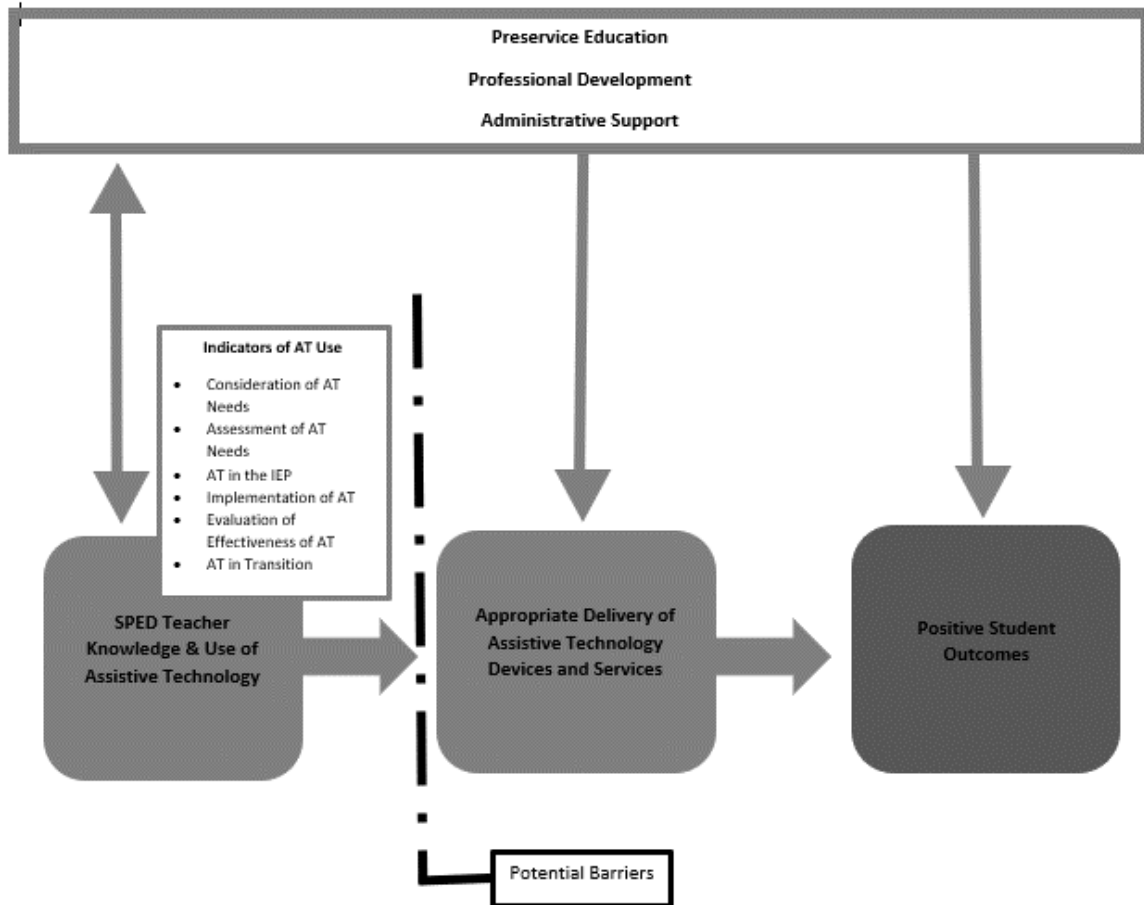 Preservice Education
Professional Development
Administrative Support
Indicators of AT Use
• Consideration of AT
Needs
• Assessment of AT
Needs
• AT in the IEP
• Implementation of AT
• Evaluation of
Effectiveness of AT
• AT in Transition
SPED Teacher
Knowledge & Use of
Assistive Technology
Appropriate Delivery of
Assistive Technology
Devices and Services
Positive Student
Outcomes
Potential Barriers